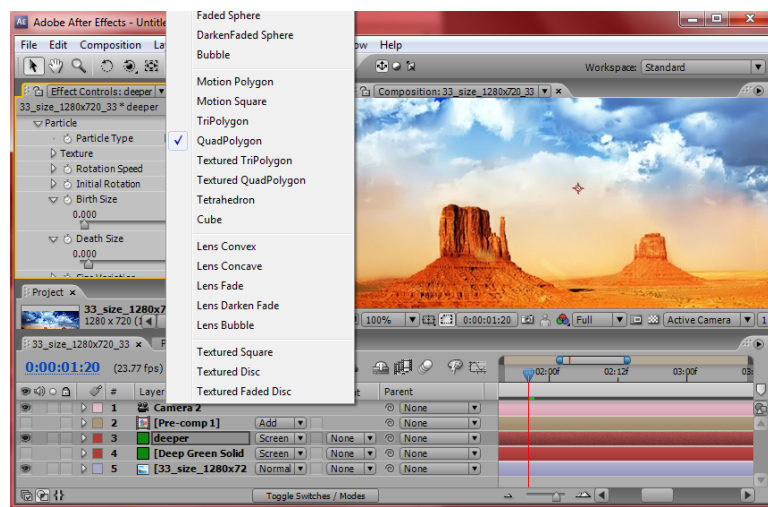 Adobe After Effects - Untitle
File Edit Composition La
ow Help
Workspace: Standard
Effect Controls: deeper
33_size_1280x720_33 * deeper
Particle
Particle Type
Texture
Rotation Speed
Initial Rotation
Birth Size
0.000
Death Size
0.000
Faded Sphere
DarkenFaded Sphere
Bubble
Motion Polygon
Motion Square
TriPolygon
QuadPolygon
Textured TriPolygon
Textured QuadPolygon
Tetrahedron
Cube
Lens Convex
Lens Concave
Lens Fade
Lens Darken Fade
Lens Bubble
Textured Square
Textured Disc
Textured Faded Disc
Composition: 33_size_1280x720_33
100% 0:00:01:20 Full Active Camera 1
Project
33_size_1280x7
1280 x 720 (1
33_size_1280x720_33
0:00:01:20 (23.77 fps)
02:00f 02:12f 03:00f 03:
# Layer Parent
1 Camera 2 None
2 [Pre-comp 1] Add None
3 deeper Screen None None
4 [Deep Green Solid Screen None None
5 [33_size_1280x72 Normal None None
Toggle Switches / Modes